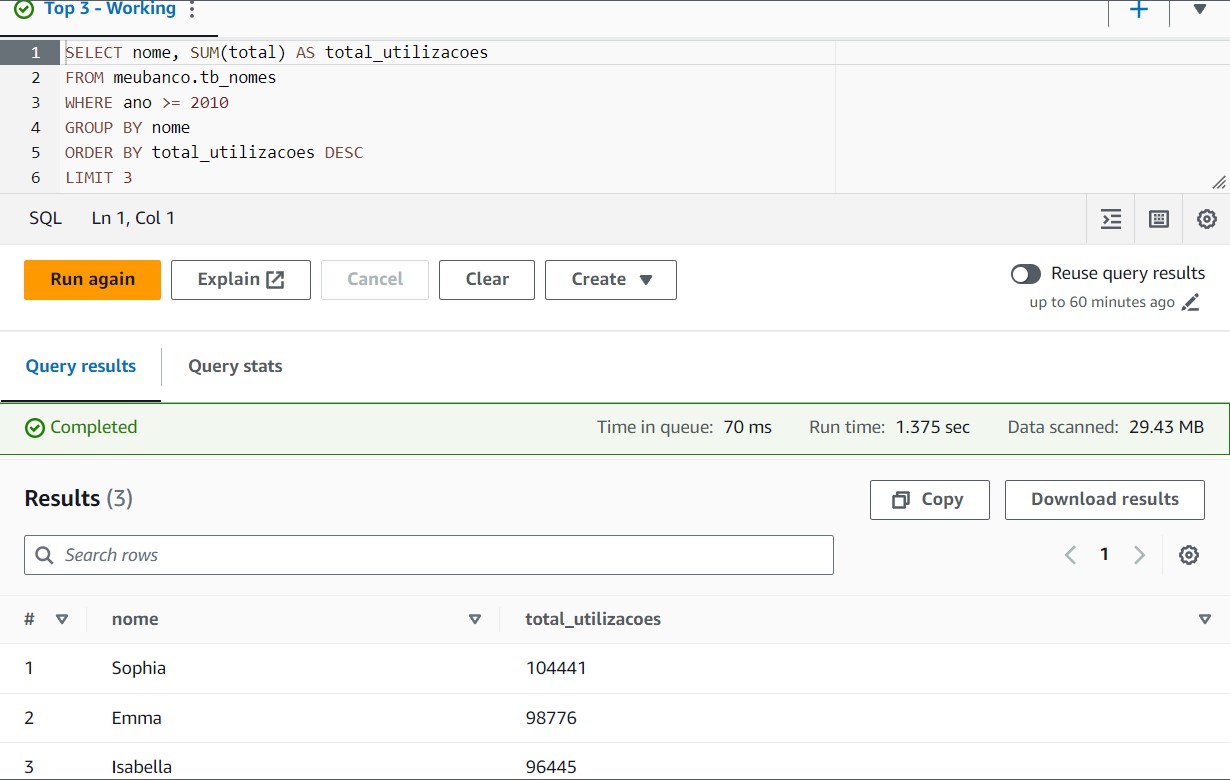 Top 3 - Working
1 SELECT nome, SUM(total) AS total_utilizacoes
2 FROM meubanco.tb_nomes
3 WHERE ano >= 2010
4 GROUP BY nome
5 ORDER BY total_utilizacoes DESC
6 LIMIT 3
SQL Ln 1, Col 1
Run again Explain Cancel Clear Create Reuse query results
up to 60 minutes ago
Query results Query stats
Completed Time in queue: 70 ms Run time: 1.375 sec Data scanned: 29.43 MB
Results (3) Copy Download results
Search rows 1
# nome total_utilizacoes
1 Sophia 104441
2 Emma 98776
3 Isabella 96445